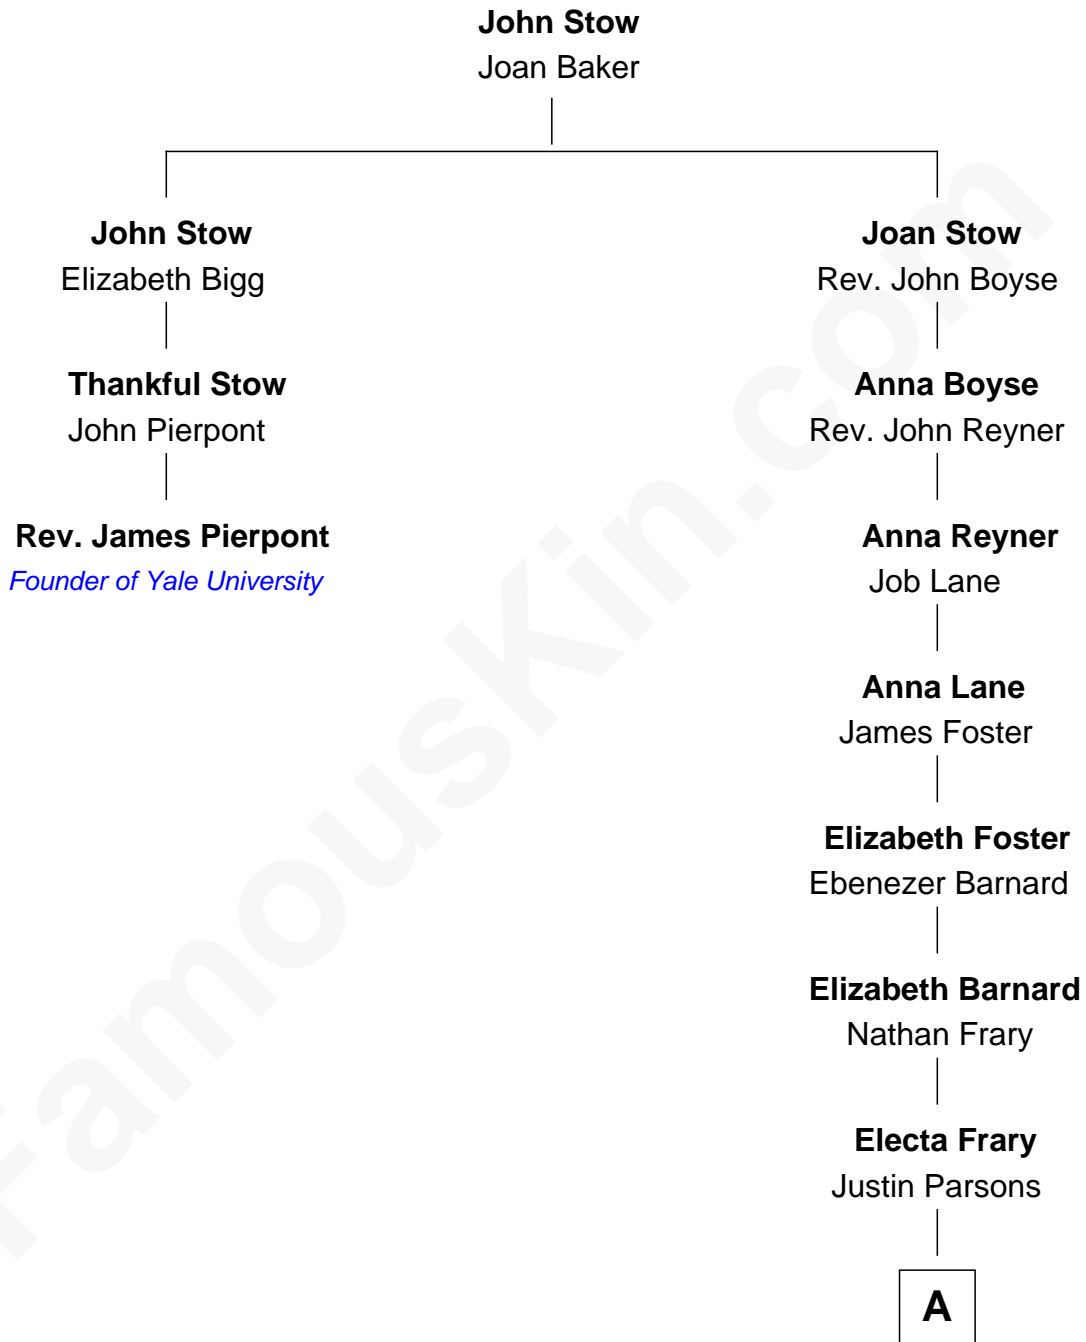 John Stow
Joan Baker
John Stow
Elizabeth Bigg
Thankful Stow
John Pierpont
Rev. James Pierpont
Founder of Yale University
Joan Stow
Rev. John Boyse
Anna Boyse
Rev. John Reyner
Anna Reyner
Job Lane
Anna Lane
James Foster
Elizabeth Foster
Ebenezer Barnard
Elizabeth Barnard
Nathan Frary
Electa Frary
Justin Parsons
A
FamousKin.com